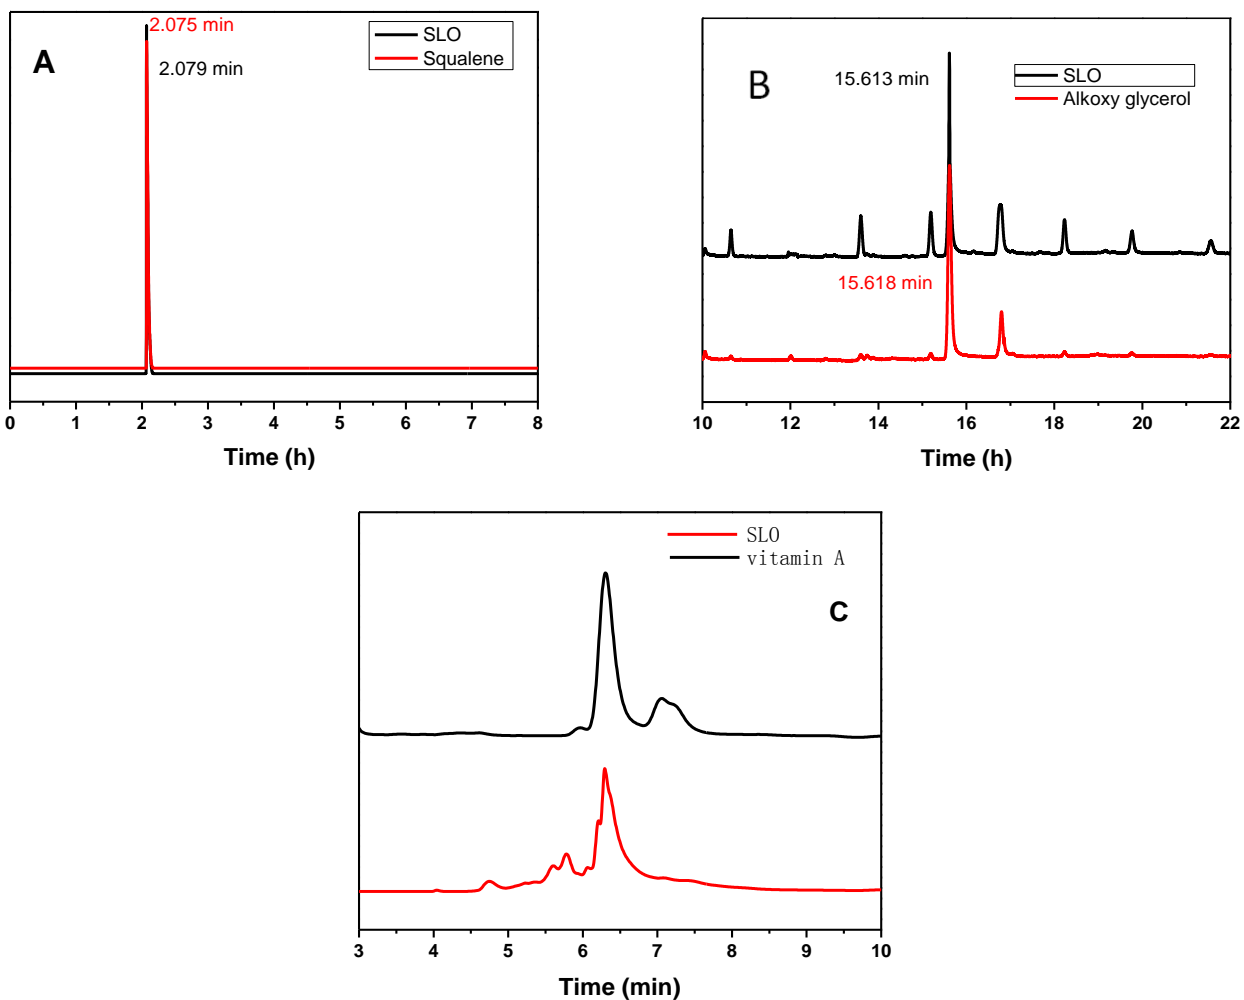 A
2.075 min
2.079 min
SLO
Squalene
0 1 2 3 4 5 6 7 8
Time (h)
B
15.613 min
SLO
Alkoxy glycerol
15.618 min
10 12 14 16 18 20 22
Time (h)
SLO
vitamin A
C
3 4 5 6 7 8 9 10
Time (min)